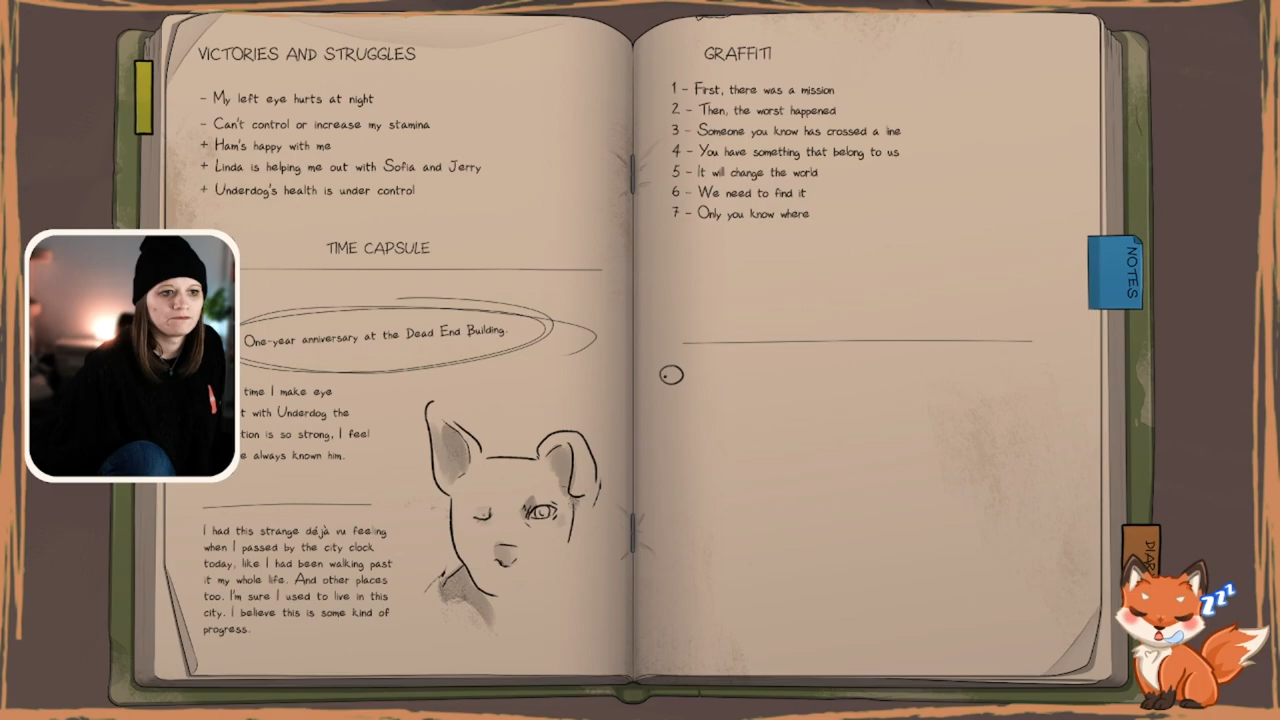 VICTORIES AND STRUGGLES
- My left eye hurts at night
- Can't control or increase my stamina
+ Ham's happy with me
+ Linda is helping me out with Sofia and Jerry
+ Underdog's health is under control
TIME CAPSULE
One-year anniversary at the Dead End Building.
time I make eye
with Underdog the
is so strong, I feel
always known him.
I had this strange déjà vu feeling
when I passed by the city clock
today, like I had been walking past
it my whole life. And other places
too. I'm sure I used to live in this
city. I believe this is some kind of
progress.
GRAFFITI
1 - First, there was a mission
2 - Then, the worst happened
3 - Someone you know has crossed a line
4 - You have something that belong to us
5 - It will change the world
6 - We need to find it
7 - Only you know where
NOTES
zzz